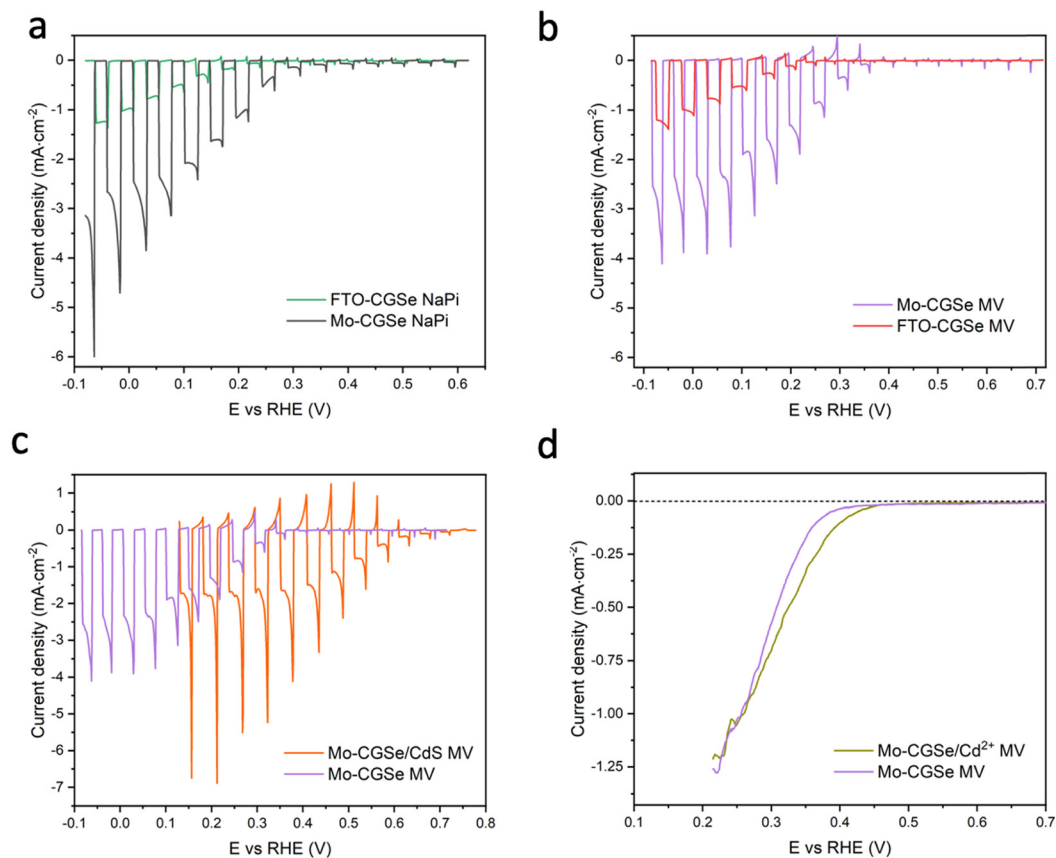 a
0
-1
-2
-3
-4
-5
-6
Current density (mA·cm⁻²)
FTO-CGSe NaPi
Mo-CGSe NaPi
-0.1 0.0 0.1 0.2 0.3 0.4 0.5 0.6
E vs RHE (V)
b
0
-1
-2
-3
-4
-5
-6
Current density (mA·cm⁻²)
Mo-CGSe MV
FTO-CGSe MV
-0.1 0.0 0.1 0.2 0.3 0.4 0.5 0.6 0.7
E vs RHE (V)
c
1
0
-1
-2
-3
-4
-5
-6
-7
Current density (mA·cm⁻²)
Mo-CGSe/CdS MV
Mo-CGSe MV
-0.1 0.0 0.1 0.2 0.3 0.4 0.5 0.6 0.7 0.8
E vs RHE (V)
d
0.00
-0.25
-0.50
-0.75
-1.00
-1.25
Current density (mA·cm⁻²)
Mo-CGSe/Cd²⁺ MV
Mo-CGSe MV
0.1 0.2 0.3 0.4 0.5 0.6 0.7
E vs RHE (V)